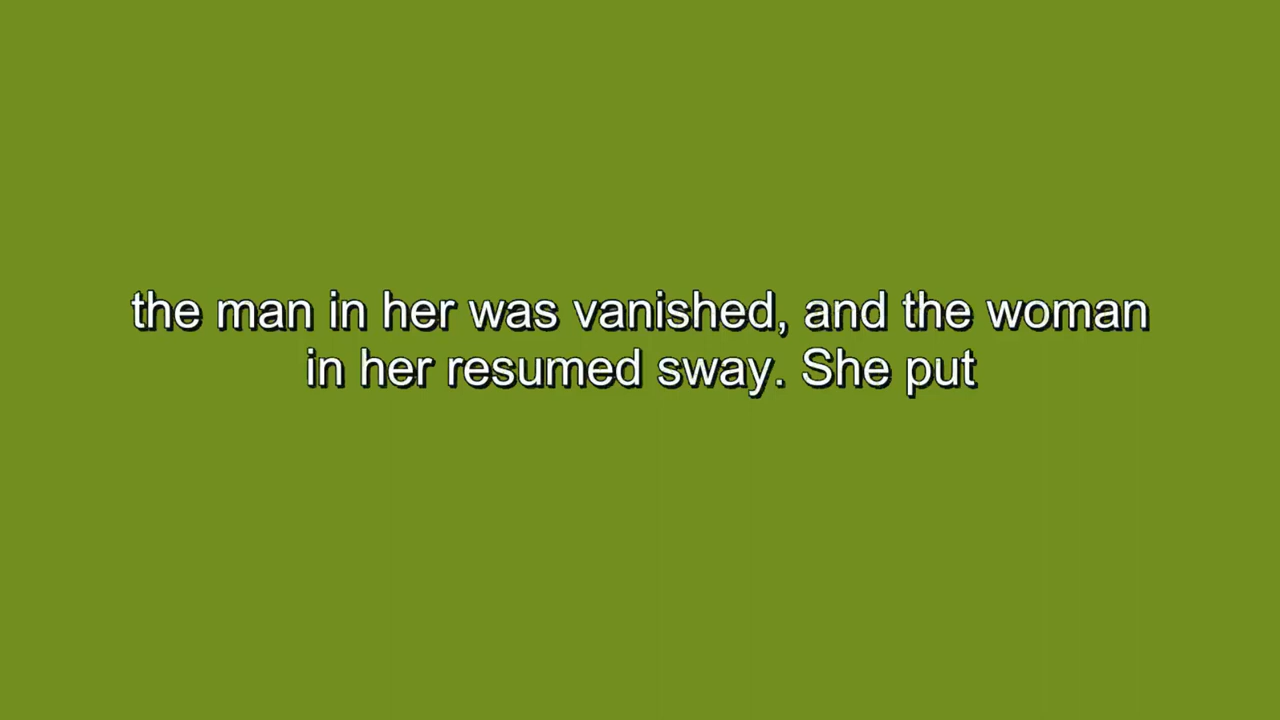 the man in her was vanished, and the woman
in her resumed sway. She put